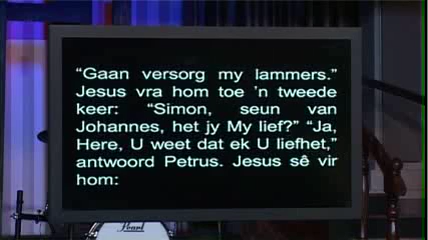 “Gaan versorg my lammers.”
Jesus vra hom toe ’n tweede
keer: “Simon, seun van
Johannes, het jy My lief?” “Ja,
Here, U weet dat ek U liefhet,”
antwoord Petrus. Jesus sê vir
hom:
Pearl